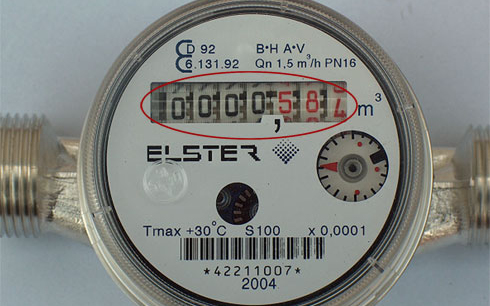 D 92 B•H A•V
6.131.92 Qn 1,5 m³/h PN16
0000,58 m³
ELSTER
Tmax +30°C S100 x 0,0001
*42211007*
2004